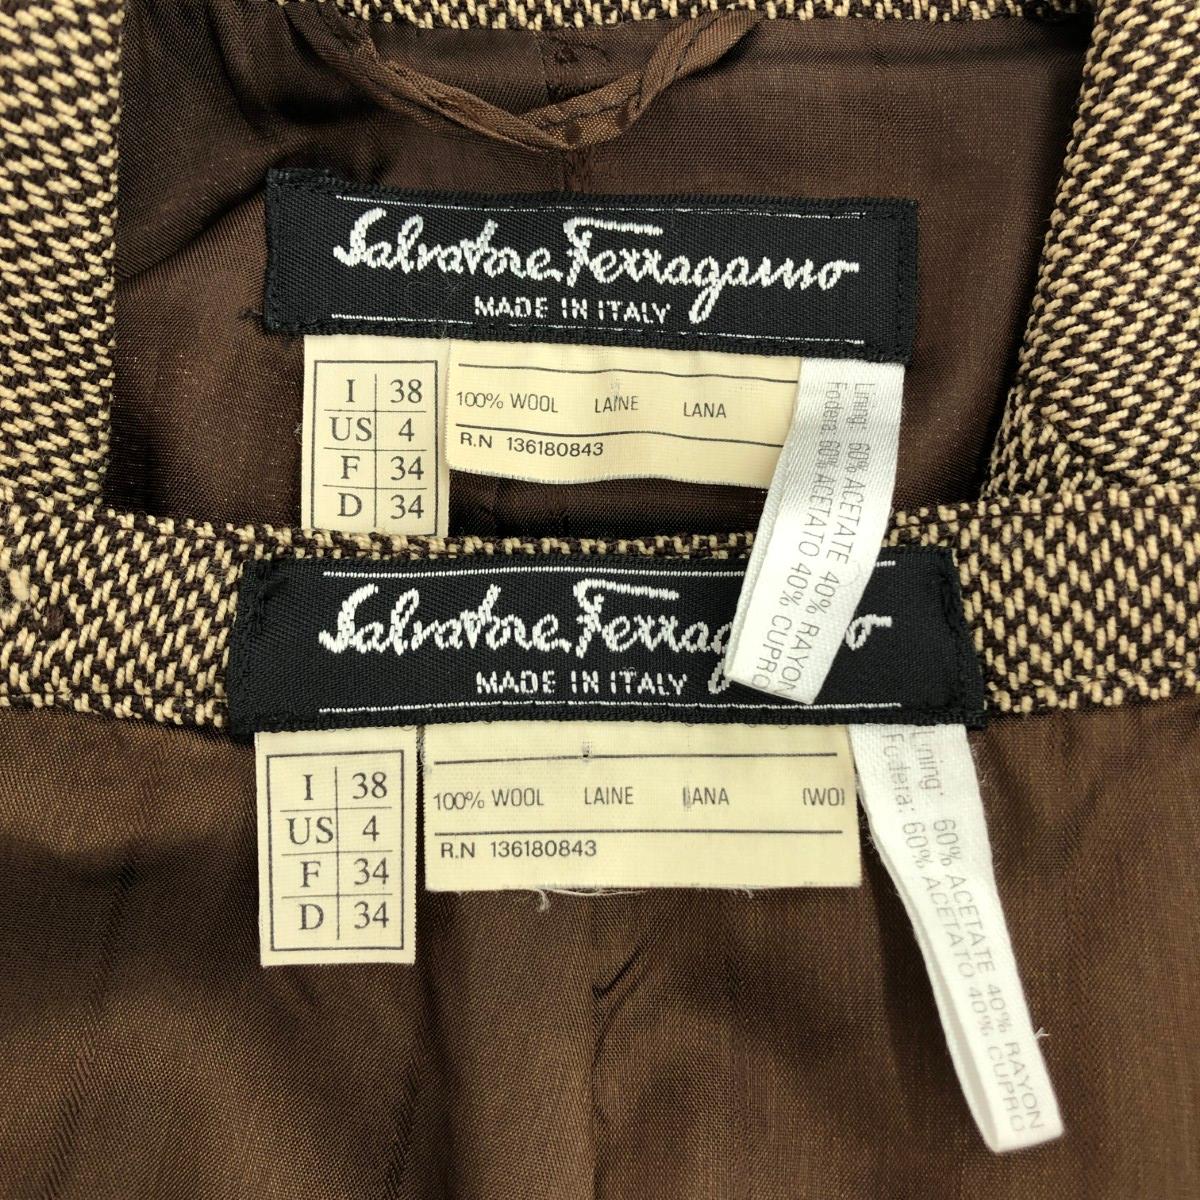 Salvatore Ferragamo
MADE IN ITALY
I 38
US 4
F 34
D 34
100% WOOL LAINE LANA
R.N 136180843
Lining: 60% ACETATE 40% RAYON
Fodera: 60% ACETATO 40% CUPRO
Salvatore Ferragamo
MADE IN ITALY
I 38
US 4
F 34
D 34
100% WOOL LAINE LANA (WO)
R.N 136180843
Lining: 60% ACETATE 40% RAYON
Fodera: 60% ACETATO 40% CUPRO